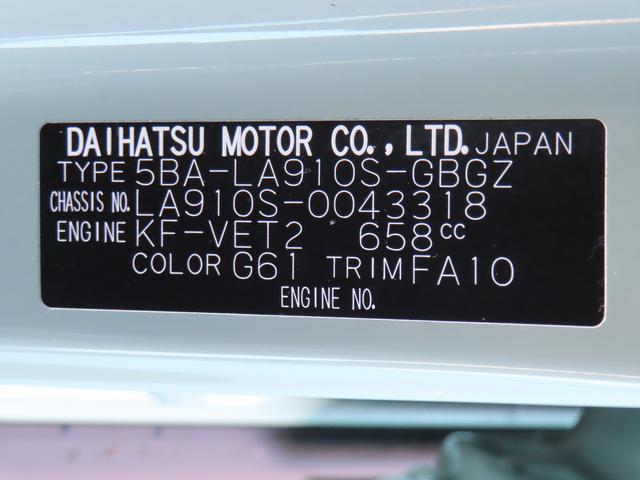 DAIHATSU MOTOR CO., LTD. JAPAN
TYPE 5BA-LA910S-GBGZ
CHASSIS NO. LA910S-0043318
ENGINE KF-VET2 658cc
COLOR G61 TRIM FA10
ENGINE NO.